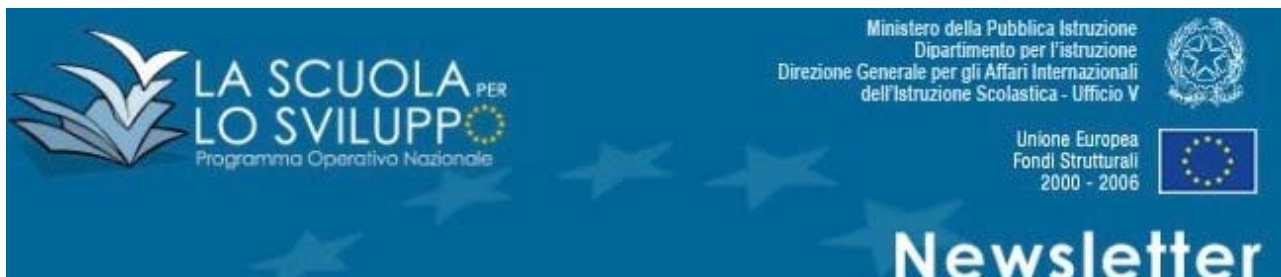 LA SCUOLA PER
LO SVILUPPO
Programma Operativo Nazionale
Ministero della Pubblica Istruzione
Dipartimento per l'istruzione
Direzione Generale per gli Affari Internazionali
dell'Istruzione Scolastica - Ufficio V
Unione Europea
Fondi Strutturali
2000 - 2006
Newsletter